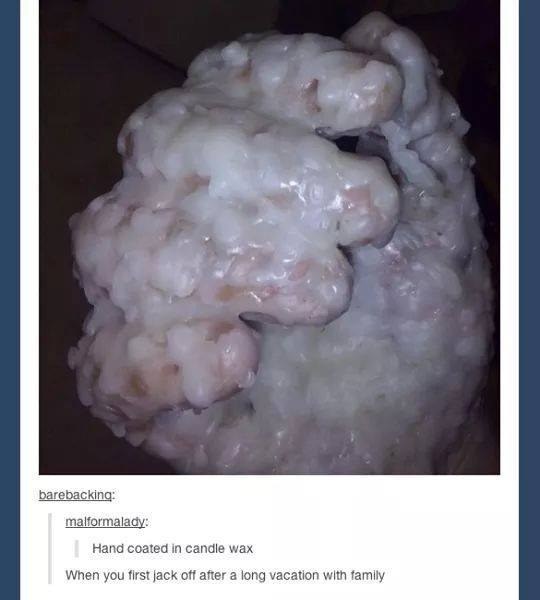 barebacking:
malformalady:
Hand coated in candle wax
When you first jack off after a long vacation with family